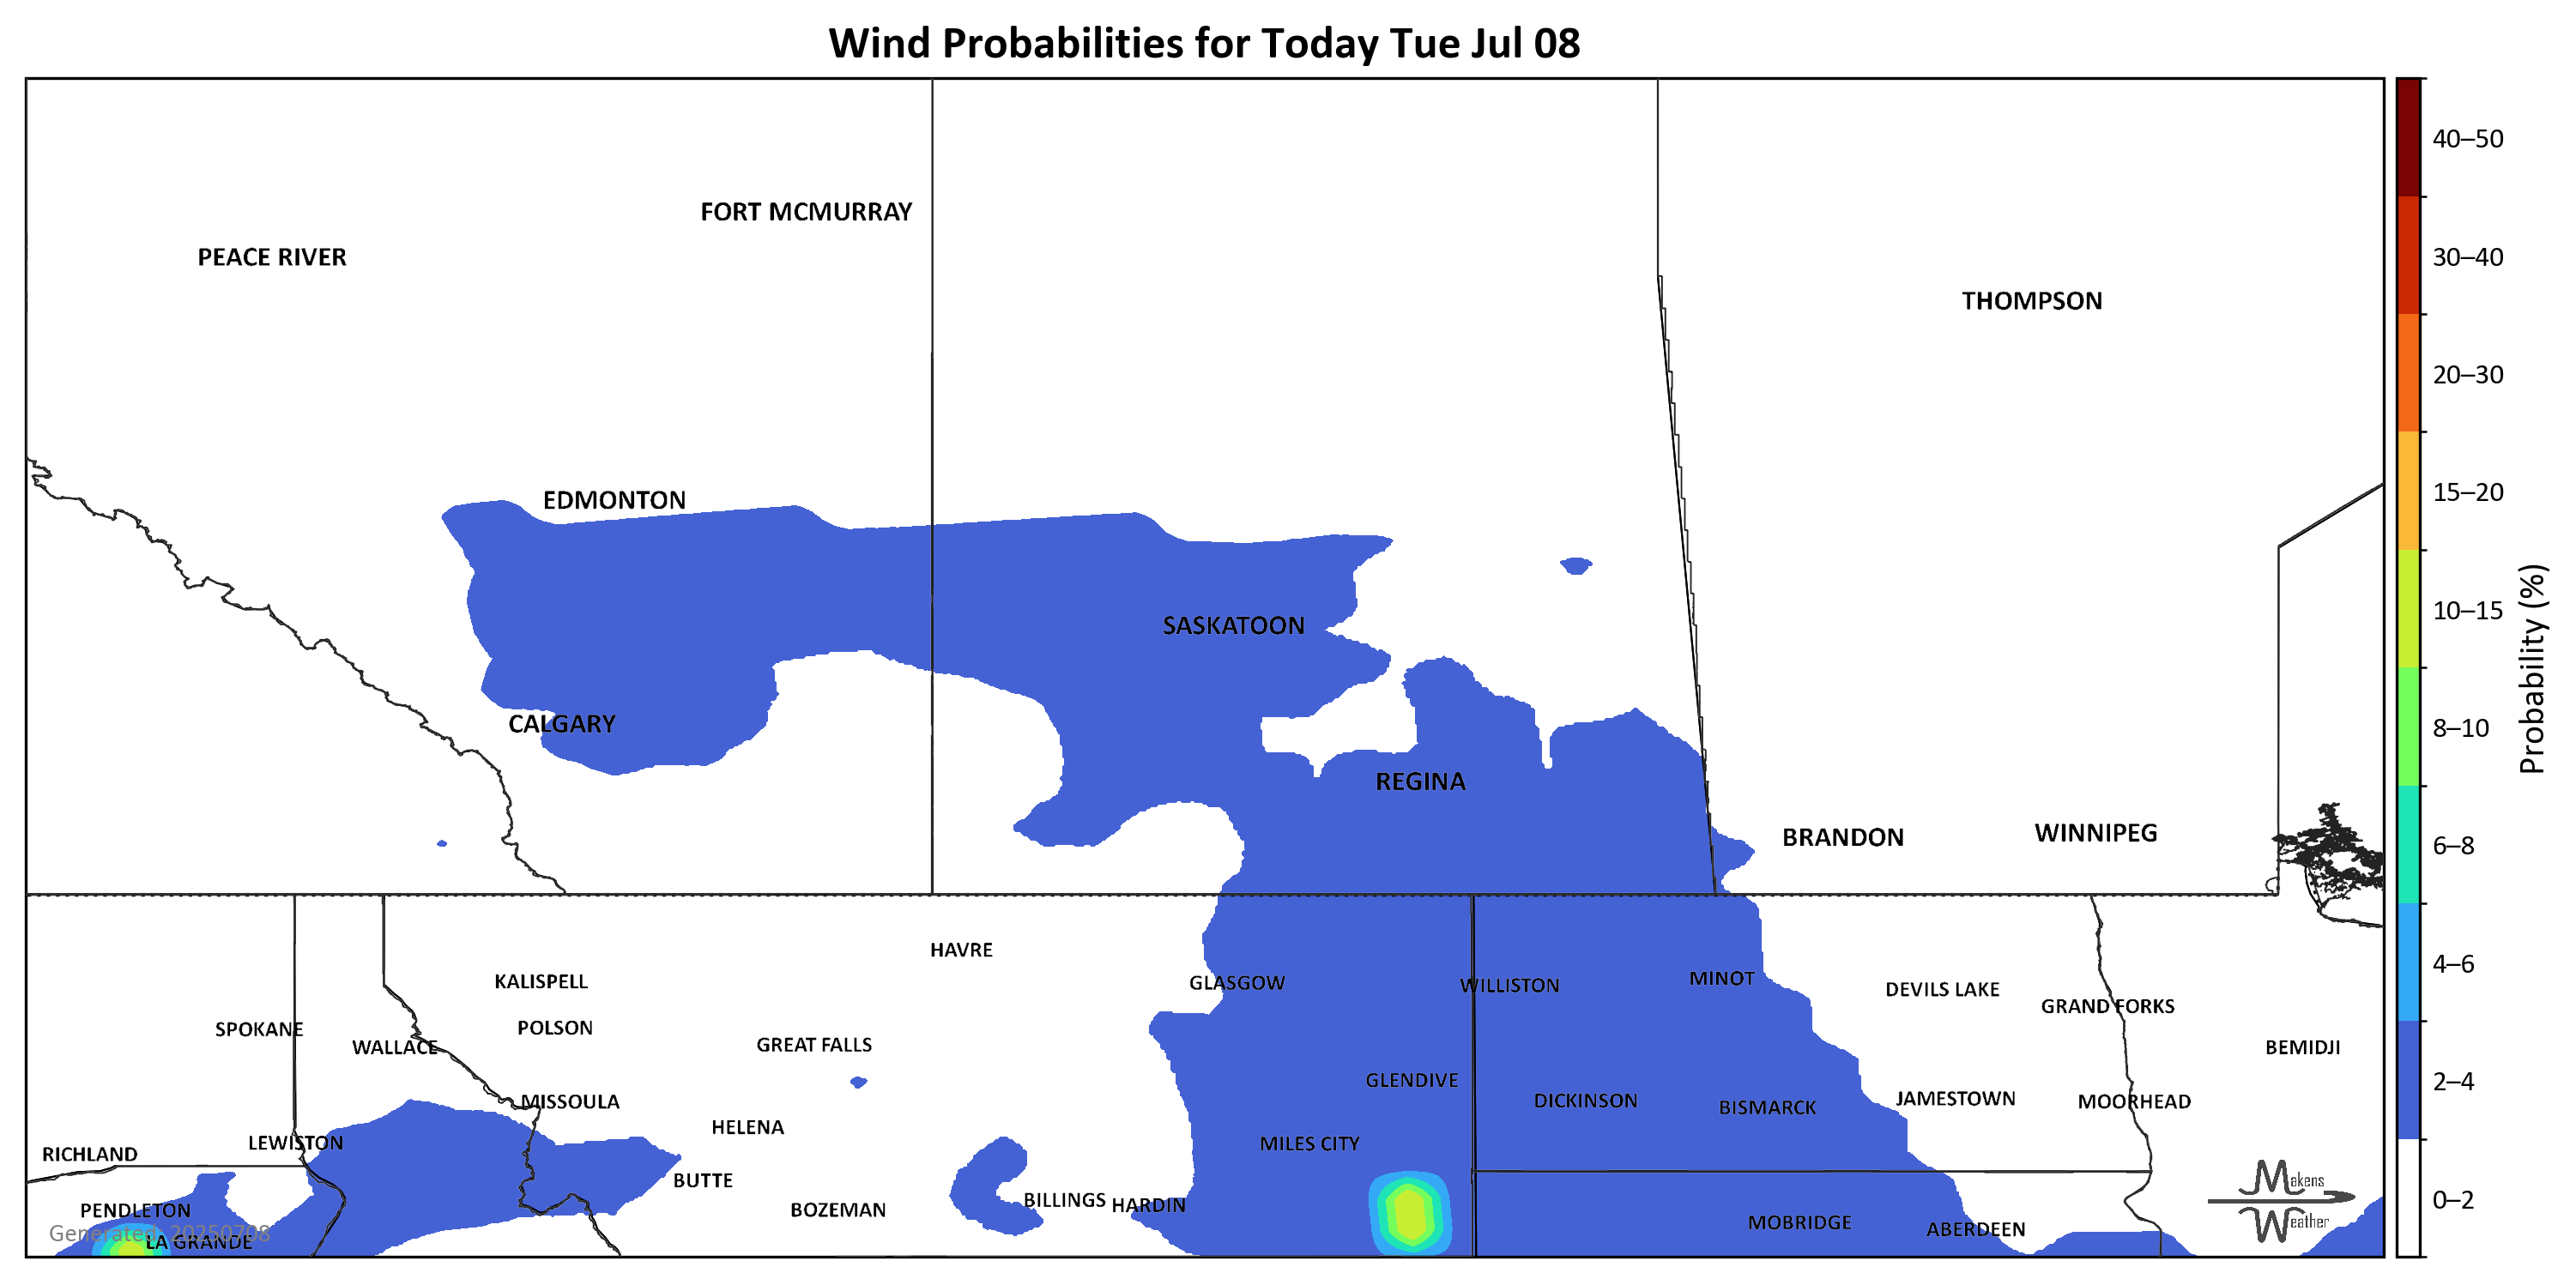 Wind Probabilities for Today Tue Jul 08
FORT MCMURRAY
PEACE RIVER
THOMPSON
EDMONTON
SASKATOON
CALGARY
REGINA
BRANDON
WINNIPEG
HAVRE
KALISPELL
GLASGOW
WILLISTON
MINOT
DEVILS LAKE
GRAND FORKS
SPOKANE
POLSON
WALLACE
GREAT FALLS
BEMIDJI
GLENDIVE
MISSOULA
DICKINSON
BISMARCK
JAMESTOWN
MOORHEAD
HELENA
LEWISTON
MILES CITY
RICHLAND
BUTTE
BILLINGS
HARDIN
PENDLETON
BOZEMAN
MOBRIDGE
ABERDEEN
Generated: 20250708
LA GRANDE
Makens
Weather
40–50
30–40
20–30
15–20
10–15
8–10
6–8
4–6
2–4
0–2
Probability (%)